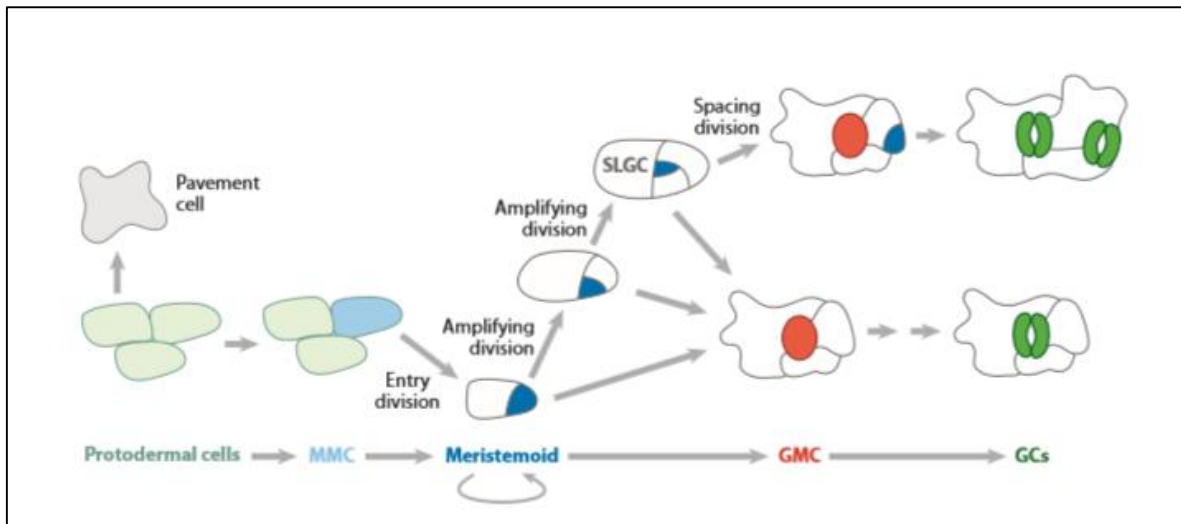 Pavement
cell
Entry
division
Amplifying
division
Amplifying
division
SLGC
Spacing
division
Protodermal cells
MMC
Meristemoid
GMC
GCs